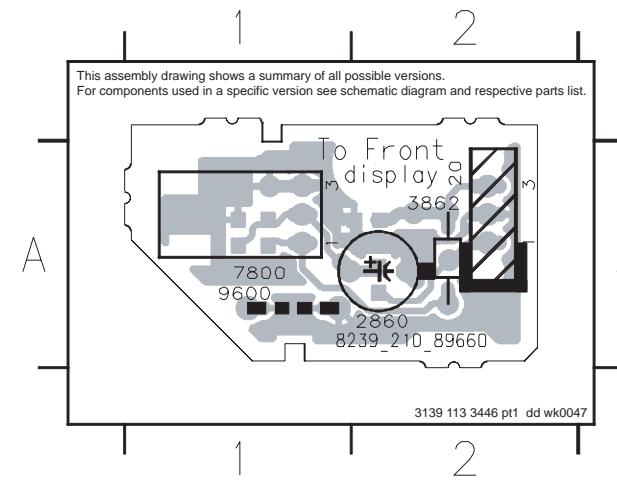 1 2
This assembly drawing shows a summary of all possible versions.
For components used in a specific version see schematic diagram and respective parts list.
To Front
display
20
3
3
3862
1
1
A
7800
9600
2860
8239_210_89660
3139 113 3446 pt1 dd wk0047
1 2